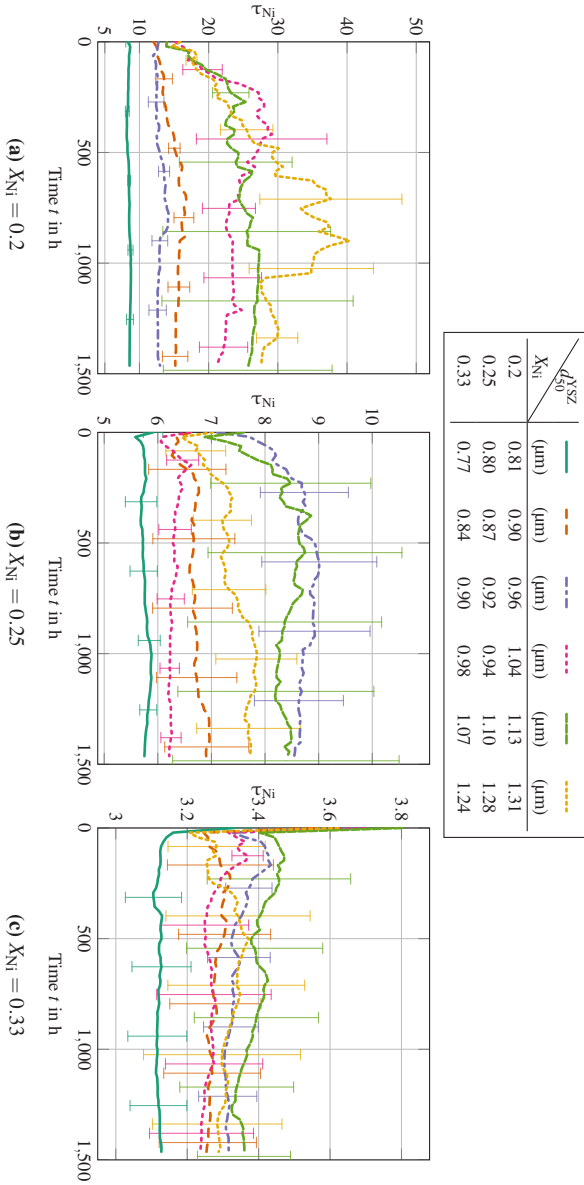 d₅₀^YSZ
X_Ni (μm) (μm) (μm) (μm) (μm) (μm)
0.2 0.81 0.90 0.96 1.04 1.13 1.31
0.25 0.80 0.87 0.92 0.94 1.10 1.28
0.33 0.77 0.84 0.90 0.98 1.07 1.24
τ_Ni
50
40
30
20
10
0 500 1,000 1,500
Time t in h
(a) X_Ni = 0.2
τ_Ni
10
9
8
7
6
5
0 500 1,000 1,500
Time t in h
(b) X_Ni = 0.25
τ_Ni
3.8
3.6
3.4
3.2
3
0 500 1,000 1,500
Time t in h
(c) X_Ni = 0.33